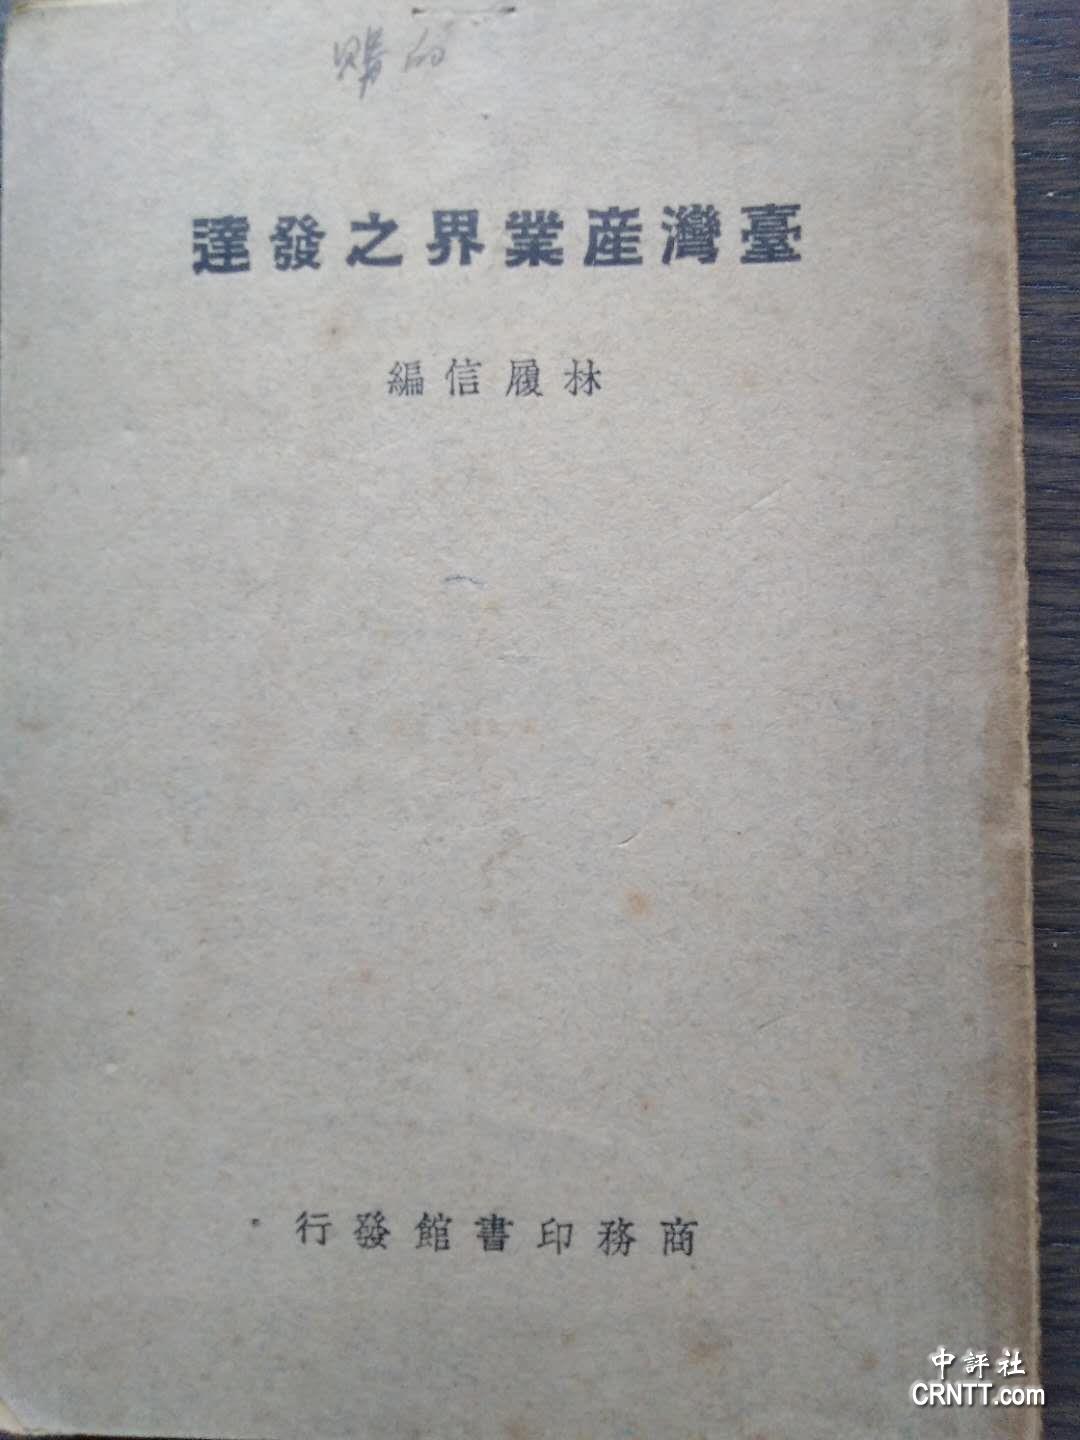 臺灣產業界之發達
林履信編
商務印書館發行
中評社
CRNTT.com